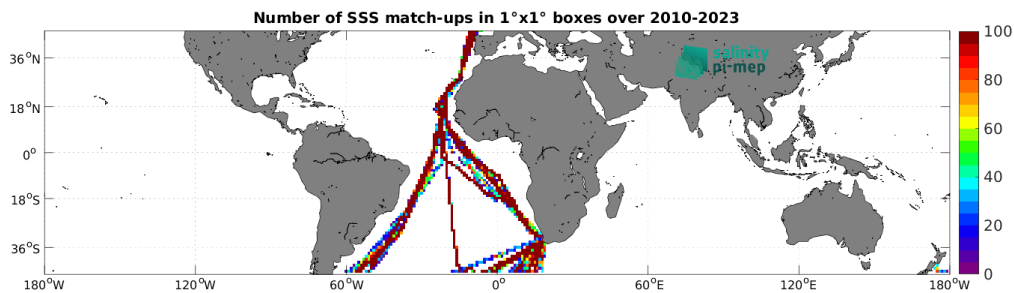 Number of SSS match-ups in 1°x1° boxes over 2010-2023
salinity
pi-mep
36°N
18°N
0°
18°S
36°S
180°W
120°W
60°W
0°
60°E
120°E
180°W
100
80
60
40
20
0